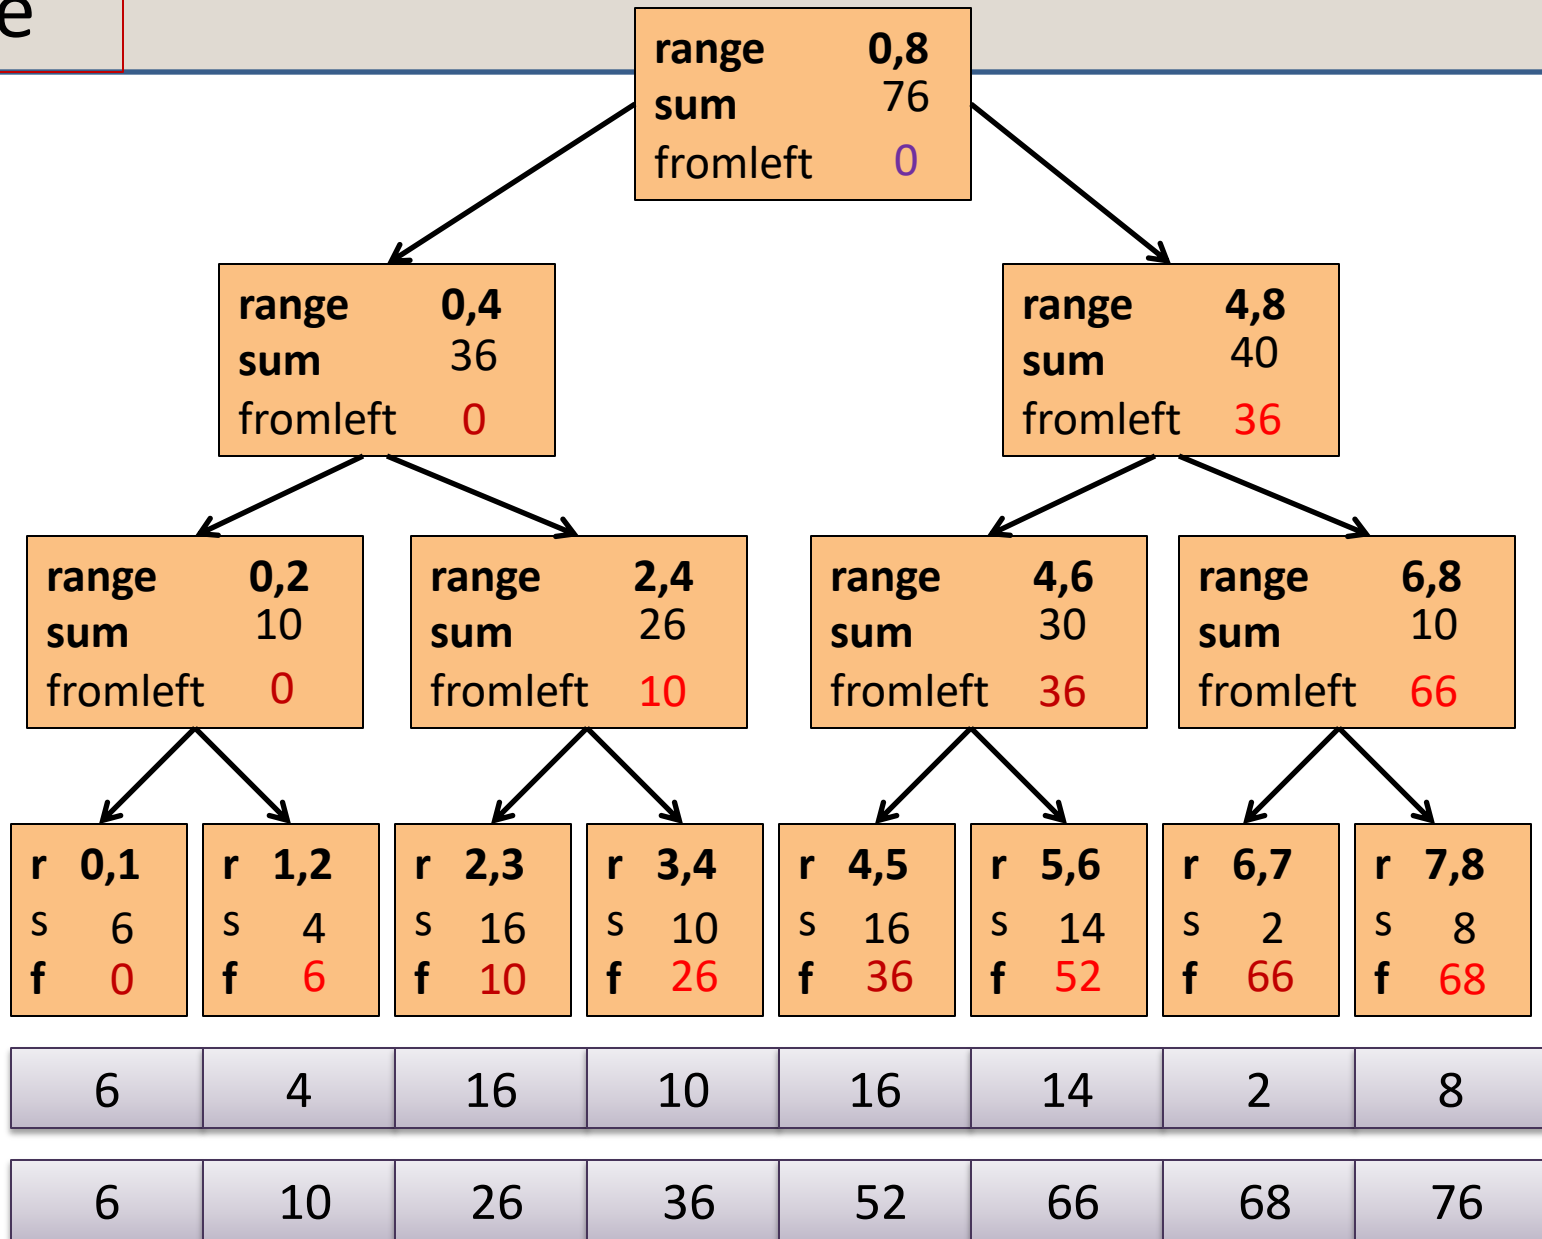 e
range 0,8
sum 76
fromleft 0
range 0,4
sum 36
fromleft 0
range 4,8
sum 40
fromleft 36
range 0,2
sum 10
fromleft 0
range 2,4
sum 26
fromleft 10
range 4,6
sum 30
fromleft 36
range 6,8
sum 10
fromleft 66
r 0,1
s 6
f 0
r 1,2
s 4
f 6
r 2,3
s 16
f 10
r 3,4
s 10
f 26
r 4,5
s 16
f 36
r 5,6
s 14
f 52
r 6,7
s 2
f 66
r 7,8
s 8
f 68
6 4 16 10 16 14 2 8
6 10 26 36 52 66 68 76